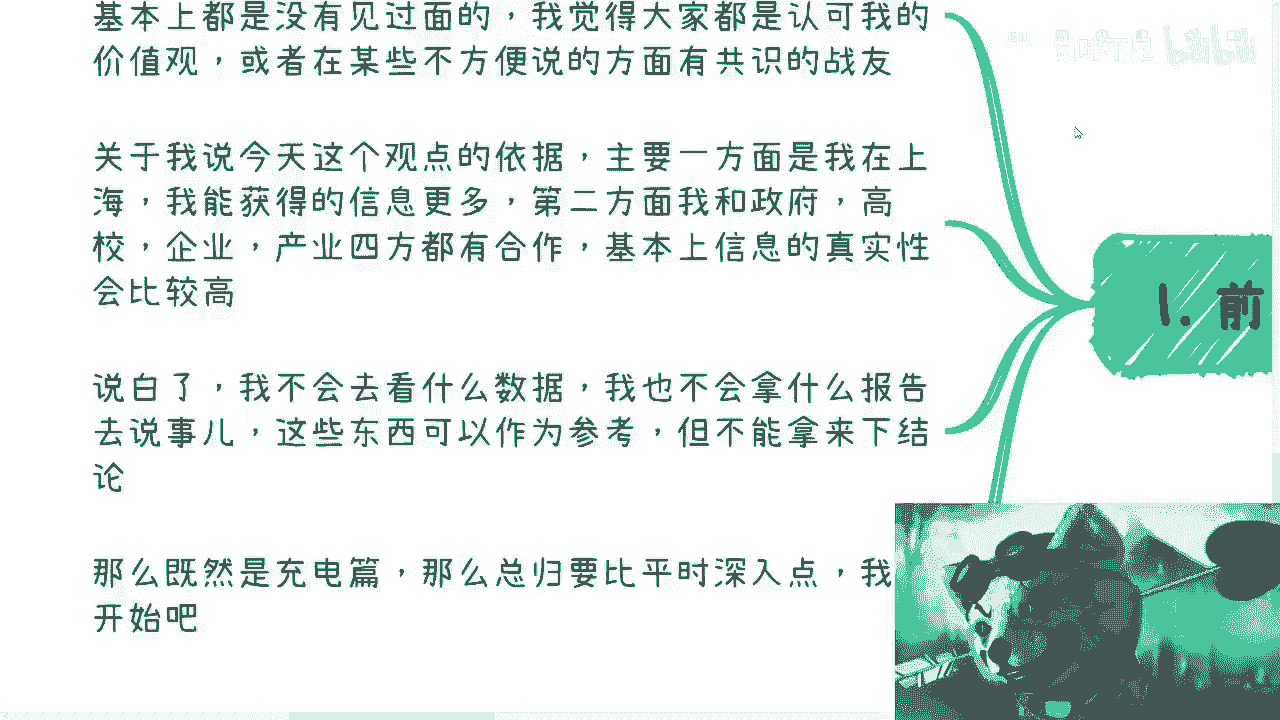 基本上都是没有见过面的，我觉得大家都是认可我的
价值观，或者在某些不方便说的方面有共识的战友
关于我说今天这个观点的依据，主要一方面是我在上
海，我能获得的信息更多，第二方面我和政府，高
校，企业，产业四方都有合作，基本上信息的真实性
会比较高
说白了，我不会去看什么数据，我也不会拿什么报告
去说事儿，这些东西可以作为参考，但不能拿来下结
论
那么既然是充电篇，那么总归要比平时深入点，我
开始吧
1. 前
bilibili